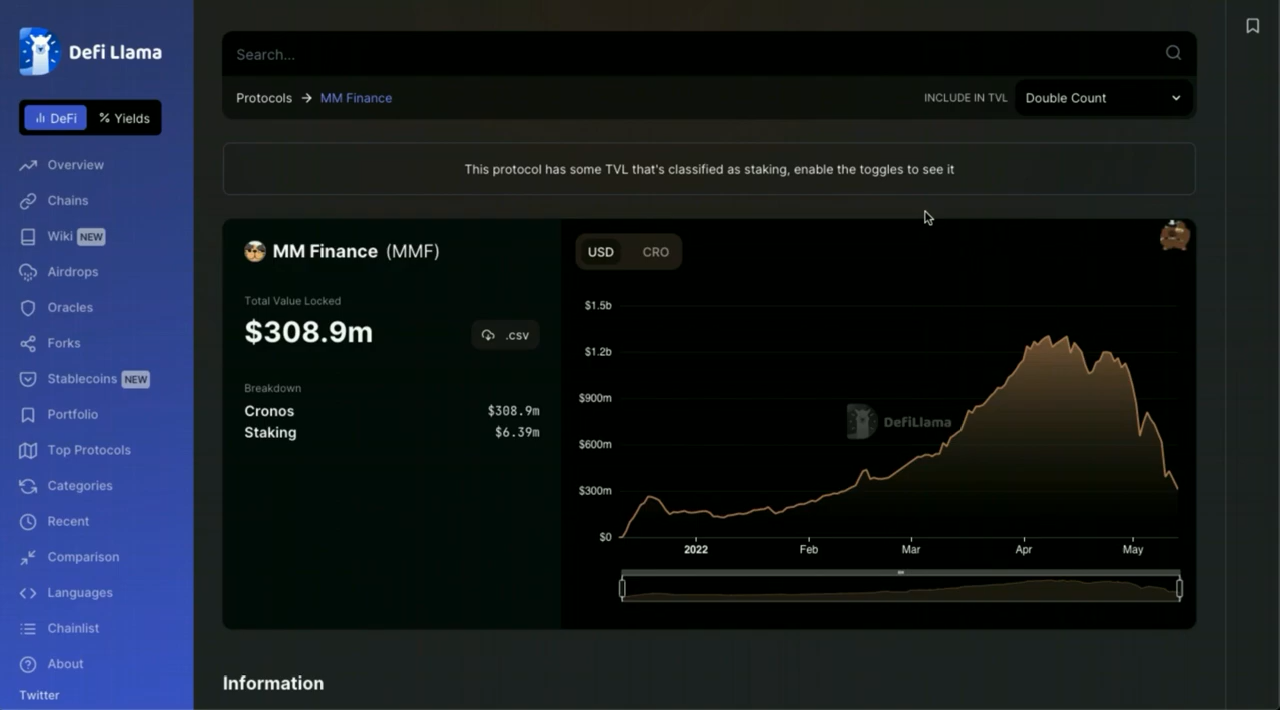 Defi Llama
DeFi
Yields
Overview
Chains
Wiki NEW
Airdrops
Oracles
Forks
Stablecoins NEW
Portfolio
Top Protocols
Categories
Recent
Comparison
Languages
Chainlist
About
Twitter
Search...
Protocols → MM Finance
INCLUDE IN TVL
Double Count
This protocol has some TVL that's classified as staking, enable the toggles to see it
MM Finance (MMF)
Total Value Locked
$308.9m
.csv
Breakdown
Cronos $308.9m
Staking $6.39m
USD CRO
$1.5b
$1.2b
$900m
$600m
$300m
$0
DefiLlama
2022 Feb Mar Apr May
Information